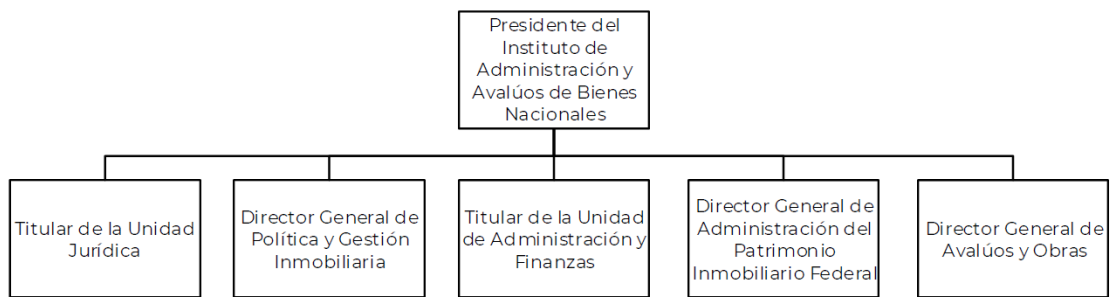 Presidente del
Instituto de
Administración y
Avalúos de Bienes
Nacionales
Titular de la Unidad
Jurídica
Director General de
Política y Gestión
Inmobiliaria
Titular de la Unidad
de Administración y
Finanzas
Director General de
Administración del
Patrimonio
Inmobiliario Federal
Director General de
Avalúos y Obras